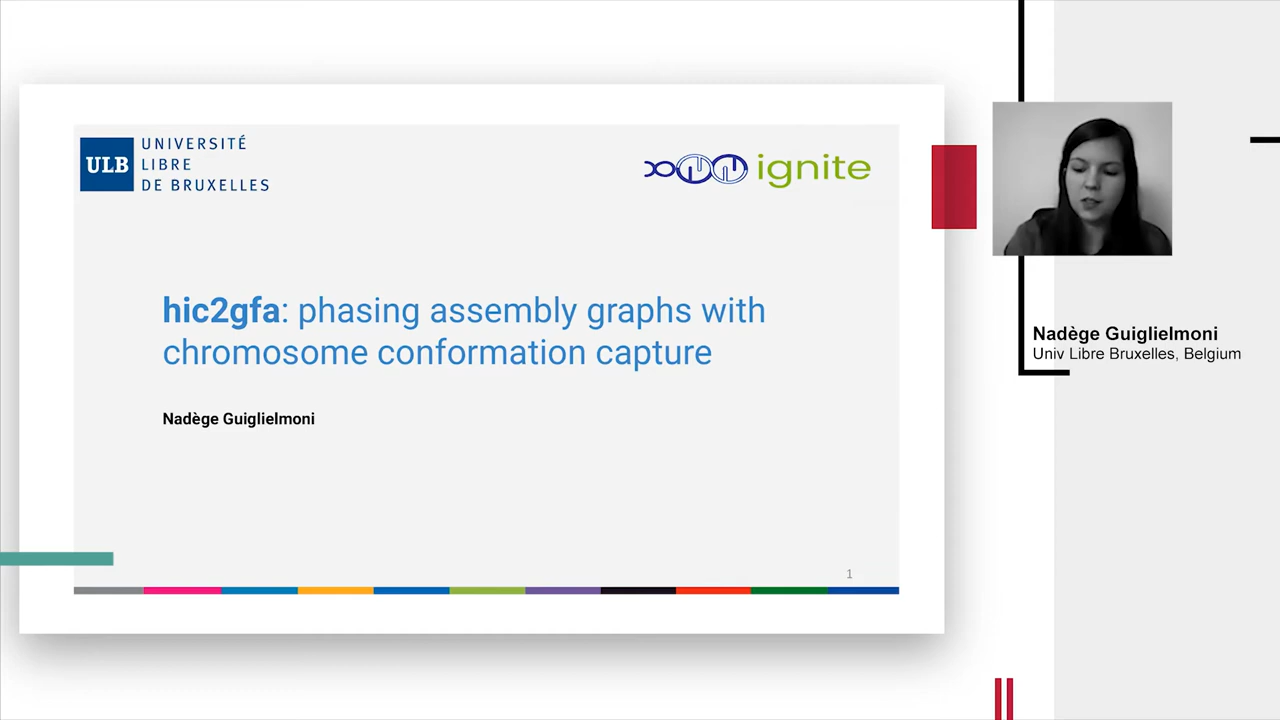 ULB
UNIVERSITÉ
LIBRE
DE BRUXELLES
ignite
hic2gfa: phasing assembly graphs with
chromosome conformation capture
Nadège Guiglielmoni
1
Nadège Guiglielmoni
Univ Libre Bruxelles, Belgium